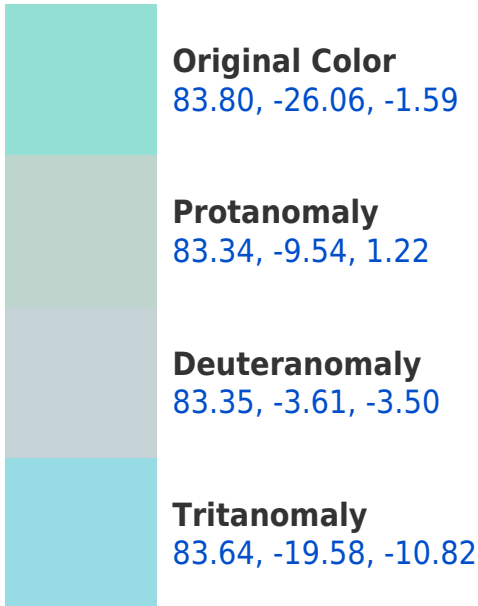 Original Color
83.80, -26.06, -1.59
Protanomaly
83.34, -9.54, 1.22
Deuteranomaly
83.35, -3.61, -3.50
Tritanomaly
83.64, -19.58, -10.82